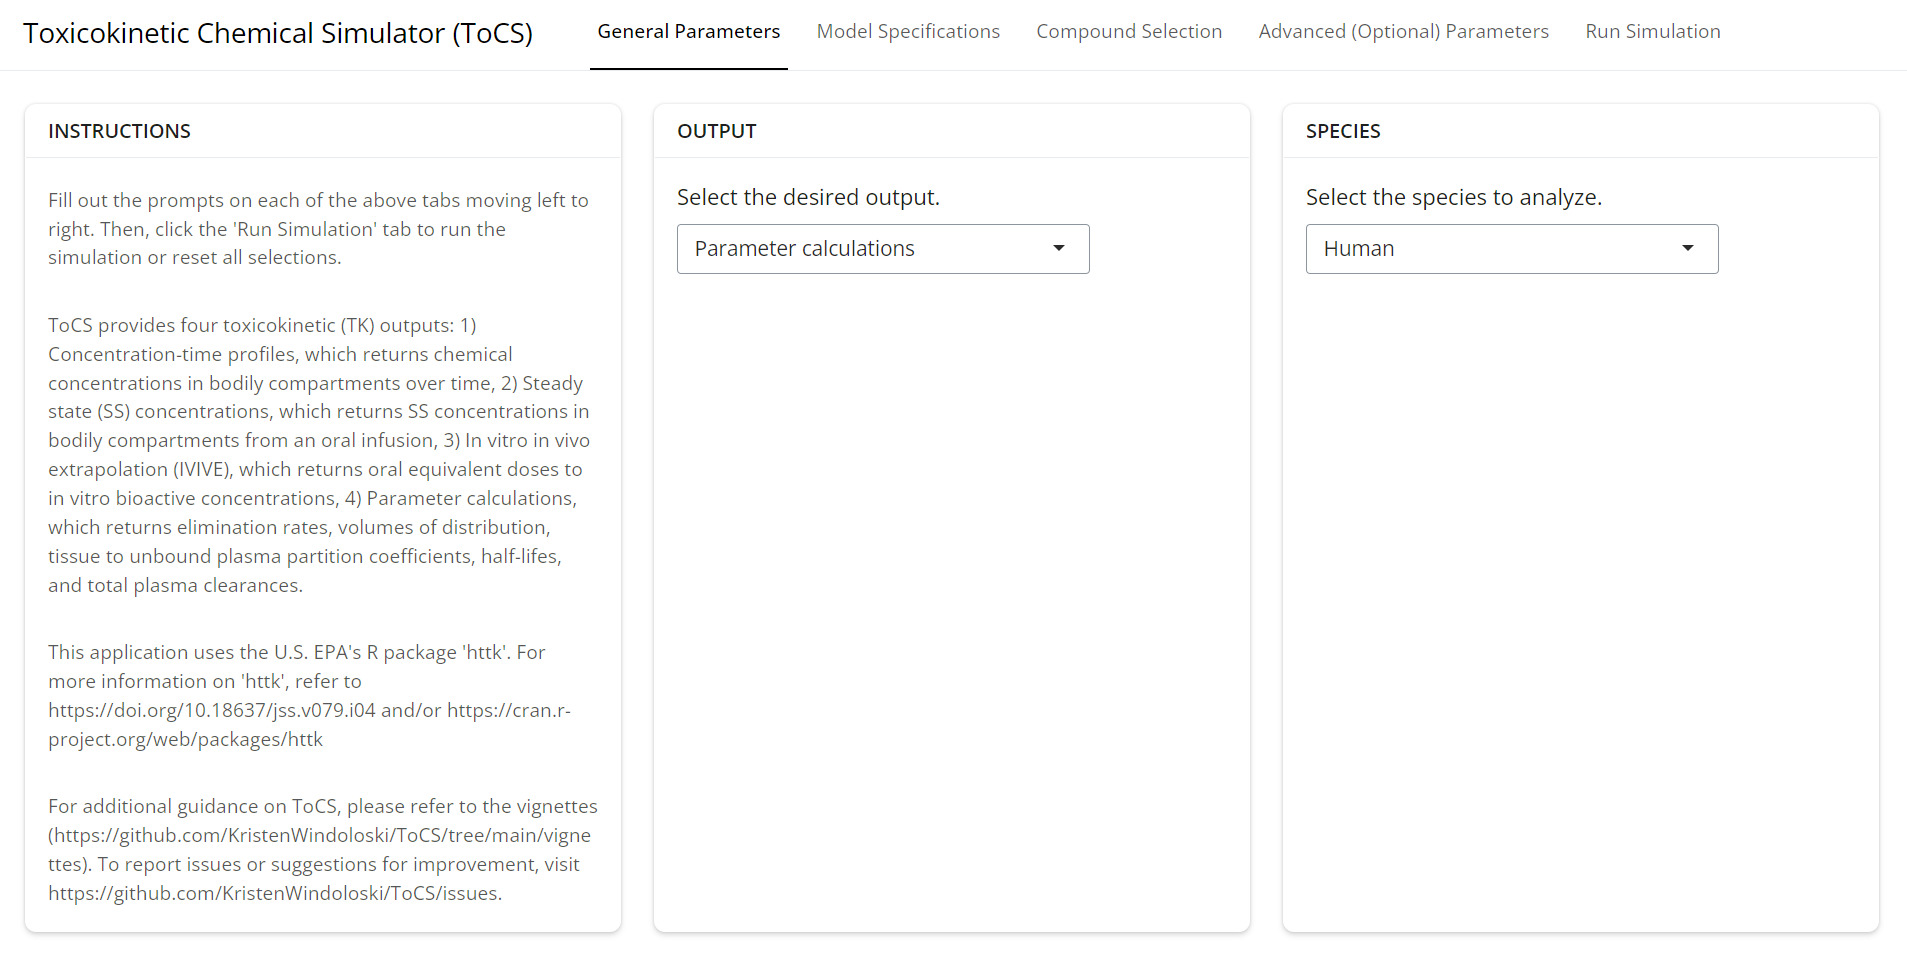 Toxicokinetic Chemical Simulator (ToCS)
General Parameters
Model Specifications
Compound Selection
Advanced (Optional) Parameters
Run Simulation
INSTRUCTIONS
Fill out the prompts on each of the above tabs moving left to
right. Then, click the 'Run Simulation' tab to run the
simulation or reset all selections.
ToCS provides four toxicokinetic (TK) outputs: 1)
Concentration-time profiles, which returns chemical
concentrations in bodily compartments over time, 2) Steady
state (SS) concentrations, which returns SS concentrations in
bodily compartments from an oral infusion, 3) In vitro in vivo
extrapolation (IVIVE), which returns oral equivalent doses to
in vitro bioactive concentrations, 4) Parameter calculations,
which returns elimination rates, volumes of distribution,
tissue to unbound plasma partition coefficients, half-lifes,
and total plasma clearances.
This application uses the U.S. EPA's R package 'httk'. For
more information on 'httk', refer to
https://doi.org/10.18637/jss.v079.i04 and/or https://cran.r-
project.org/web/packages/httk
For additional guidance on ToCS, please refer to the vignettes
(https://github.com/KristenWindoloski/ToCS/tree/main/vigne
ttes). To report issues or suggestions for improvement, visit
https://github.com/KristenWindoloski/ToCS/issues.
OUTPUT
Select the desired output.
Parameter calculations
SPECIES
Select the species to analyze.
Human